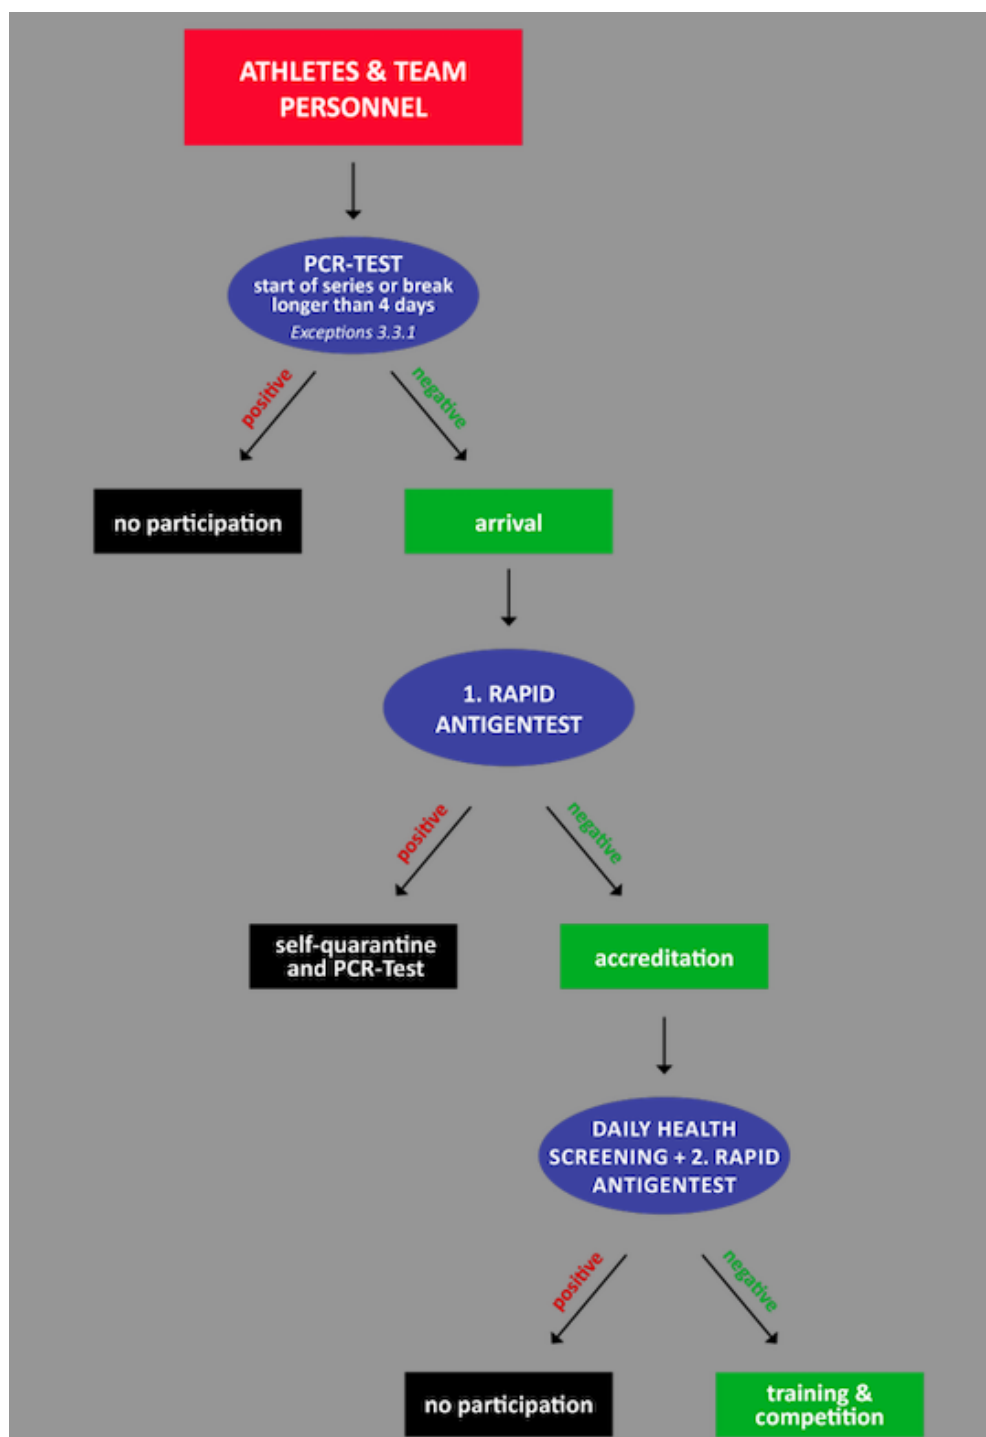 ATHLETES & TEAM
PERSONNEL
PCR-TEST
start of series or break
longer than 4 days
Exceptions 3.3.1
positive
negative
no participation
arrival
1. RAPID
ANTIGENTEST
positive
negative
self-quarantine
and PCR-Test
accreditation
DAILY HEALTH
SCREENING + 2. RAPID
ANTIGENTEST
positive
negative
no participation
training &
competition